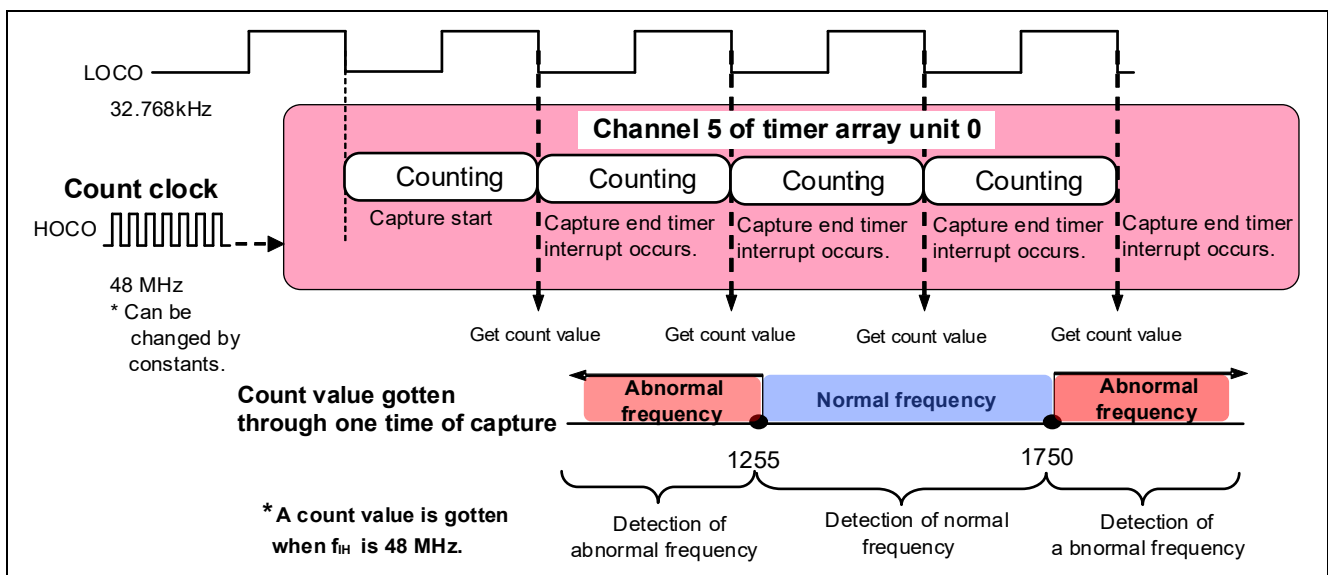 LOCO
32.768kHz
Channel 5 of timer array unit 0
Counting
Counting
Counting
Counting
Count clock
HOCO
48 MHz
* Can be
changed by
constants.
Capture start
Capture end timer
interrupt occurs.
Capture end timer
interrupt occurs.
Capture end timer
interrupt occurs.
Capture end timer
interrupt occurs.
Get count value
Get count value
Get count value
Get count value
Count value gotten
through one time of capture
Abnormal
frequency
Normal frequency
Abnormal
frequency
1255
1750
* A count value is gotten
when fIH is 48 MHz.
Detection of
abnormal frequency
Detection of normal
frequency
Detection of
a bnormal frequency